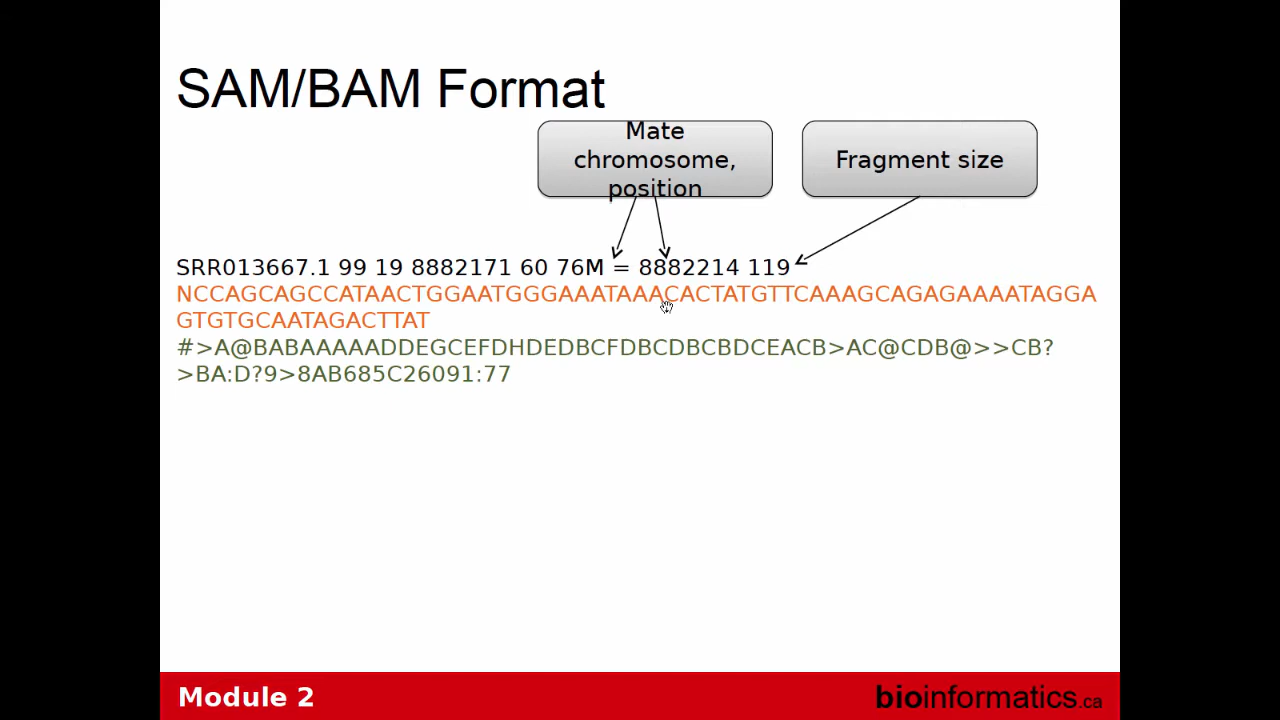 SAM/BAM Format
Mate
chromosome,
position
Fragment size
SRR013667.1 99 19 8882171 60 76M = 8882214 119
NCCAGCAGCCATAACTGGAATGGGAAATAAACACTATGTTCAAAGCAGAGAAAATAGGA
GTGTGCAATAGACTTAT
#>A@BABAAAAADDEGCEFDHDEDBCFDBCDBCBDCEACB>AC@CDB@>>CB?
>BA:D?9>8AB685C26091:77
Module 2
bioinformatics.ca